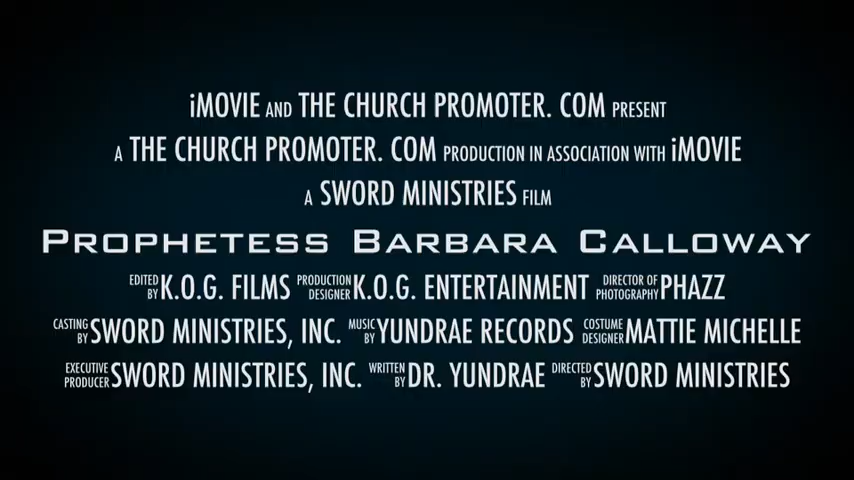 iMOVIE AND THE CHURCH PROMOTER. COM PRESENT
A THE CHURCH PROMOTER. COM PRODUCTION IN ASSOCIATION WITH iMOVIE
A SWORD MINISTRIES FILM
PROPHETESS BARBARA CALLOWAY
EDITED BY K.O.G. FILMS PRODUCTION DESIGNER K.O.G. ENTERTAINMENT DIRECTOR OF PHOTOGRAPHY PHAZZ
CASTING BY SWORD MINISTRIES, INC. MUSIC BY YUNDRAE RECORDS COSTUME DESIGNER MATTIE MICHELLE
EXECUTIVE PRODUCER SWORD MINISTRIES, INC. WRITTEN BY DR. YUNDRAE DIRECTED BY SWORD MINISTRIES